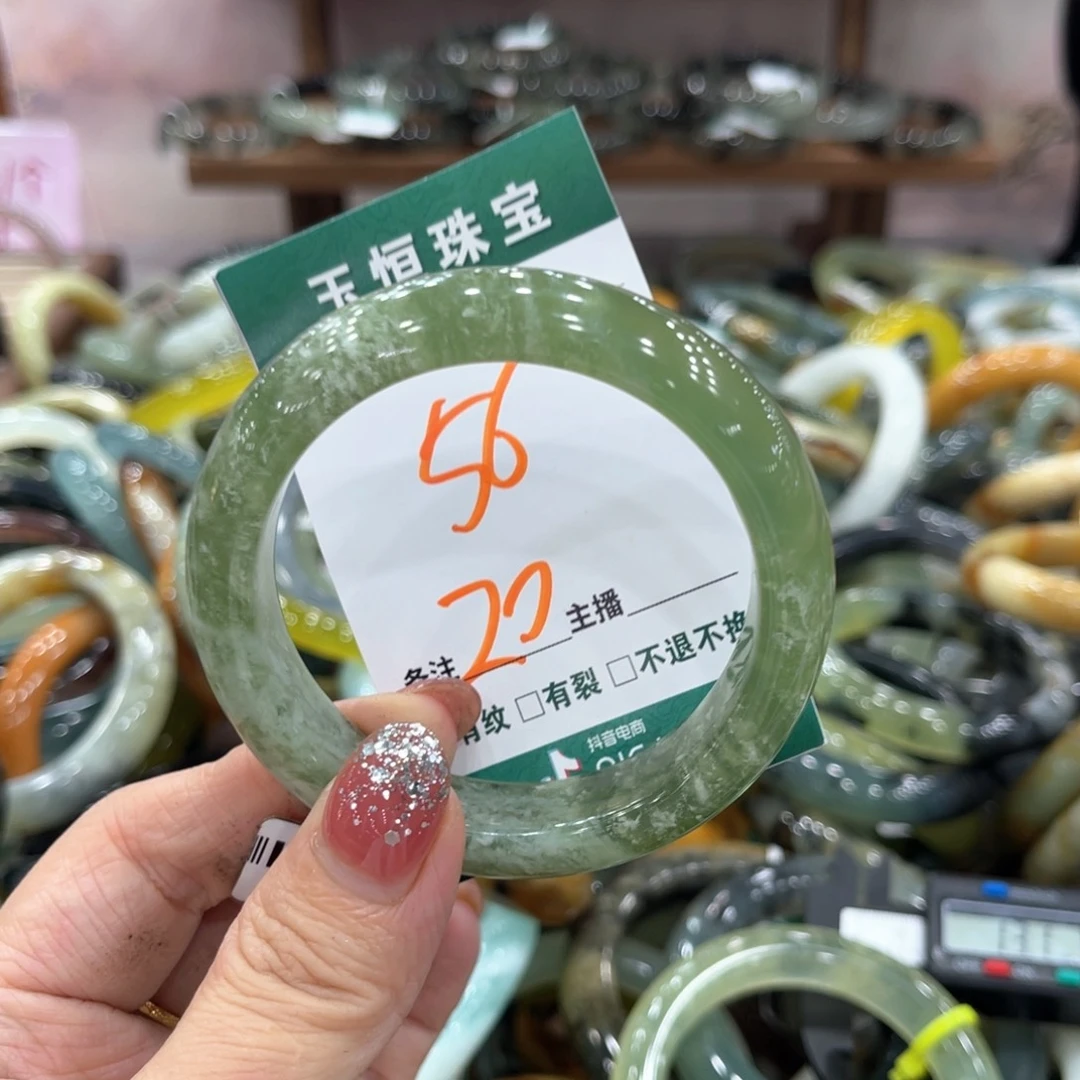 玉恒珠宝
56
27
备注 主播
有纹 □有裂 □不退不换
抖音电商